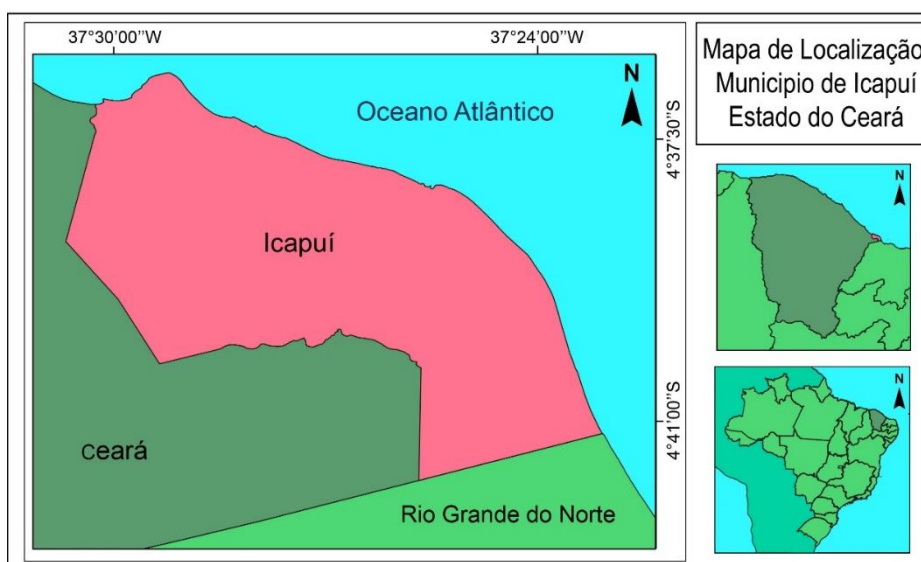 37°30'00''W
37°24'00''W
N
Oceano Atlântico
4°37'30''S
Icapuí
4°41'00''S
Ceará
Rio Grande do Norte
Mapa de Localização
Municipio de Icapuí
Estado do Ceará
N
N